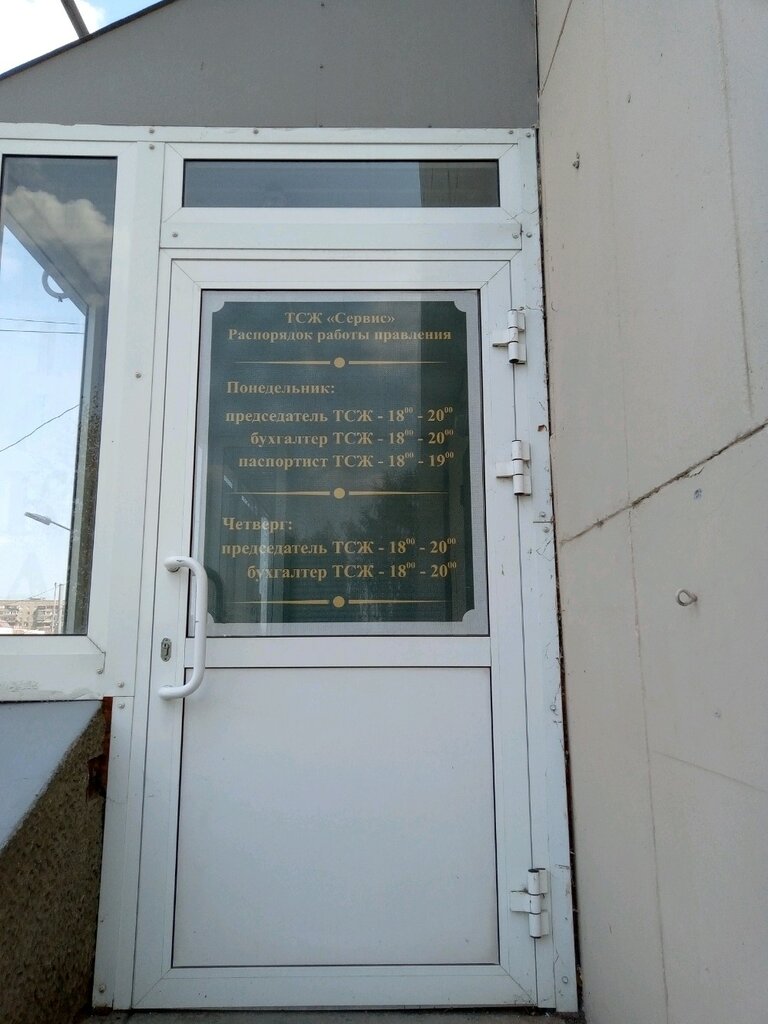 ТСЖ «Сервис»
Распорядок работы правления
Понедельник:
председатель ТСЖ - 18⁰⁰ - 20⁰⁰
бухгалтер ТСЖ - 18⁰⁰ - 20⁰⁰
паспортист ТСЖ - 18⁰⁰ - 19⁰⁰
Четверг:
председатель ТСЖ - 18⁰⁰ - 20⁰⁰
бухгалтер ТСЖ - 18⁰⁰ - 20⁰⁰